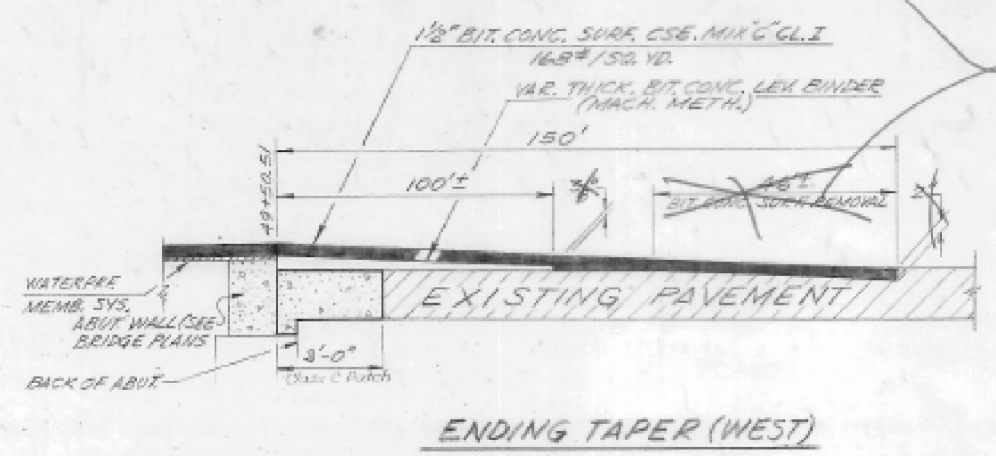 1½" BIT. CONC. SURF. CSE. MIX "C" CL. I
168#/SQ. YD.
VAR. THICK. BIT. CONC. LEV. BINDER
(MACH. METH.)
150'
49+50.51
100'±
46'±
BIT. CONC. SURF. REMOVAL
WATERPRF
MEMB. SYS.
ABUT. WALL (SEE
BRIDGE PLANS
EXISTING PAVEMENT
3'-0"
Class C Patch
BACK OF ABUT.
ENDING TAPER (WEST)